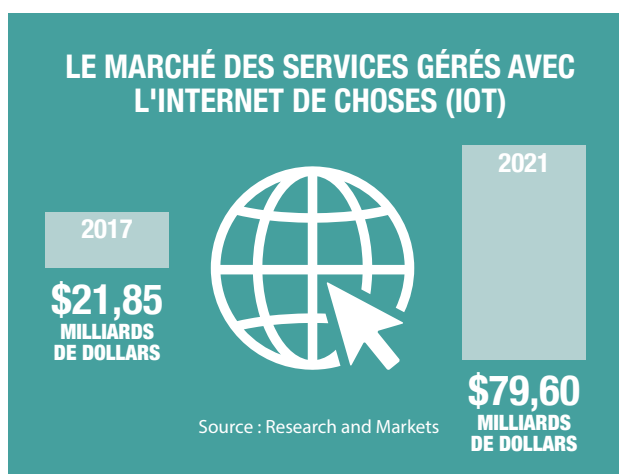 LE MARCHÉ DES SERVICES GÉRÉS AVEC
L'INTERNET DE CHOSES (IOT)
2017
$21,85
MILLIARDS
DE DOLLARS
2021
$79,60
MILLIARDS
DE DOLLARS
Source : Research and Markets